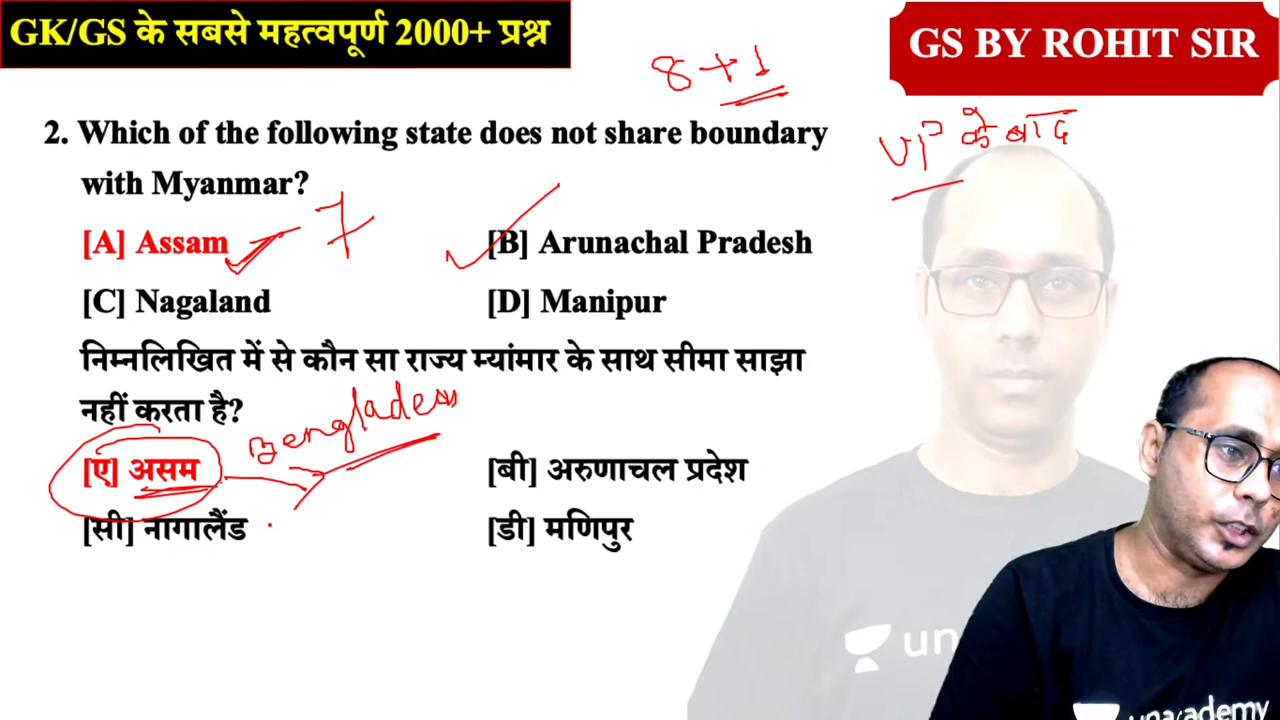 GK/GS के सबसे महत्वपूर्ण 2000+ प्रश्न
GS BY ROHIT SIR
8+1
UP के बाद
2. Which of the following state does not share boundary
with Myanmar?
[A] Assam 7 [B] Arunachal Pradesh
[C] Nagaland [D] Manipur
निम्नलिखित में से कौन सा राज्य म्यांमार के साथ सीमा साझा
नहीं करता है?
Bengladesh
[ए] असम [बी] अरुणाचल प्रदेश
[सी] नागालैंड [डी] मणिपुर
unacademy